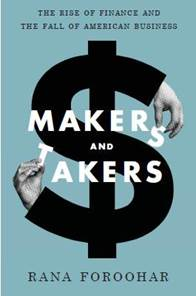 THE RISE OF FINANCE AND
THE FALL OF AMERICAN BUSINESS
MAKERS
AND
TAKERS
RANA FOROOHAR